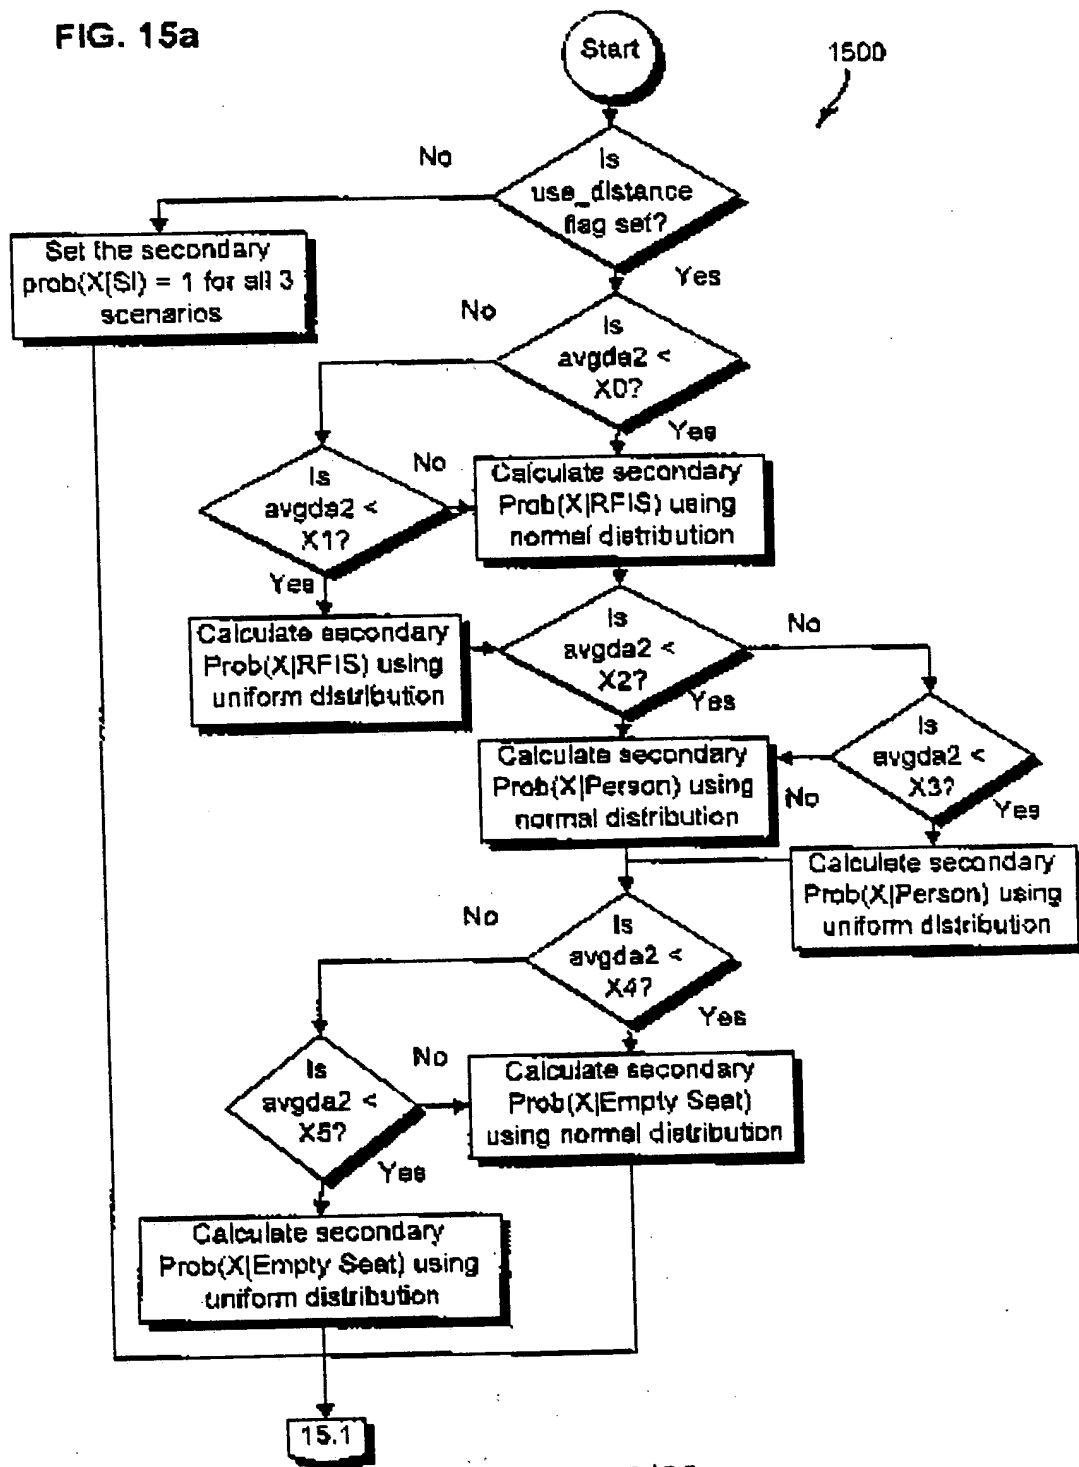 FIG. 15a
Start
1500
No
Is
use_distance
flag set?
Set the secondary
prob(X|SI) = 1 for all 3
scenarios
Yes
No
Is
avgda2 <
X0?
Yes
Is
avgda2 <
X1?
No
Calculate secondary
Prob(X|RFIS) using
normal distribution
Yes
Calculate secondary
Prob(X|RFIS) using
uniform distribution
Is
avgda2 <
X2?
No
Yes
Calculate secondary
Prob(X|Person) using
normal distribution
Is
avgda2 <
X3?
No
Yes
Calculate secondary
Prob(X|Person) using
uniform distribution
No
Is
avgda2 <
X4?
Yes
Is
avgda2 <
X5?
No
Calculate secondary
Prob(X|Empty Seat)
using normal distribution
Yes
Calculate secondary
Prob(X|Empty Seat) using
uniform distribution
15.1